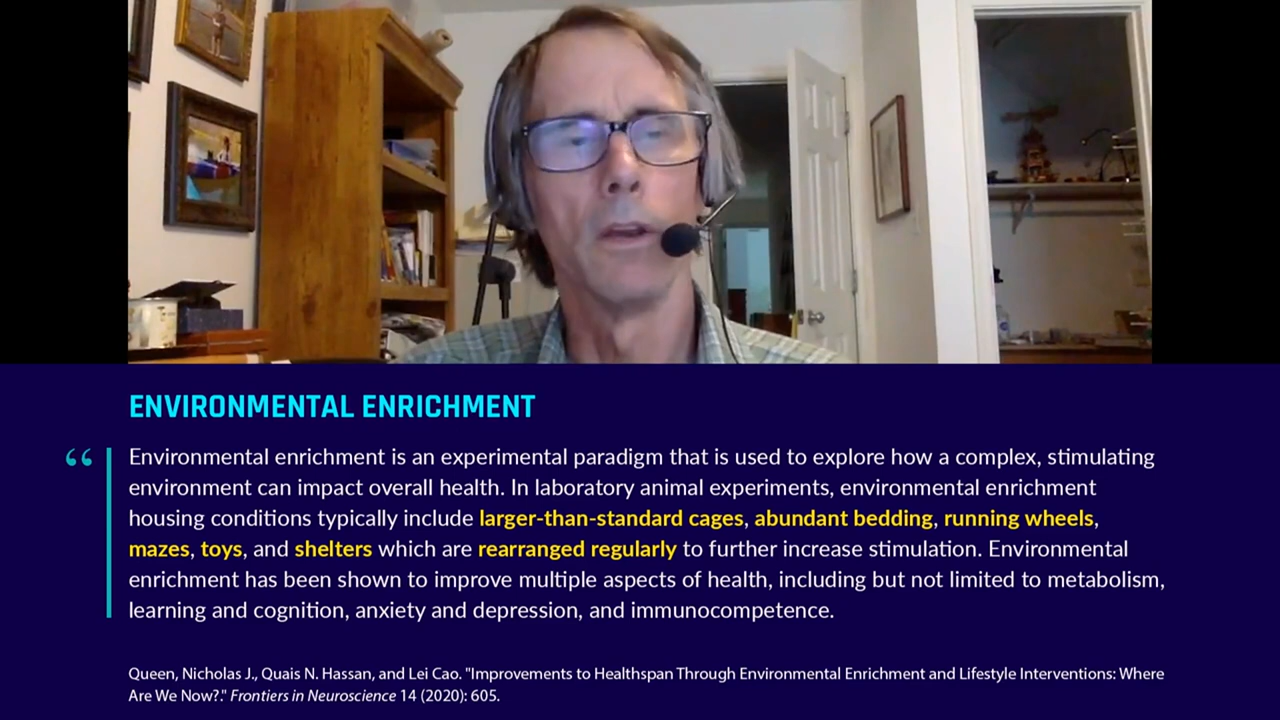 ENVIRONMENTAL ENRICHMENT
“ Environmental enrichment is an experimental paradigm that is used to explore how a complex, stimulating
environment can impact overall health. In laboratory animal experiments, environmental enrichment
housing conditions typically include larger-than-standard cages, abundant bedding, running wheels,
mazes, toys, and shelters which are rearranged regularly to further increase stimulation. Environmental
enrichment has been shown to improve multiple aspects of health, including but not limited to metabolism,
learning and cognition, anxiety and depression, and immunocompetence.
Queen, Nicholas J., Quais N. Hassan, and Lei Cao. "Improvements to Healthspan Through Environmental Enrichment and Lifestyle Interventions: Where
Are We Now?." Frontiers in Neuroscience 14 (2020): 605.